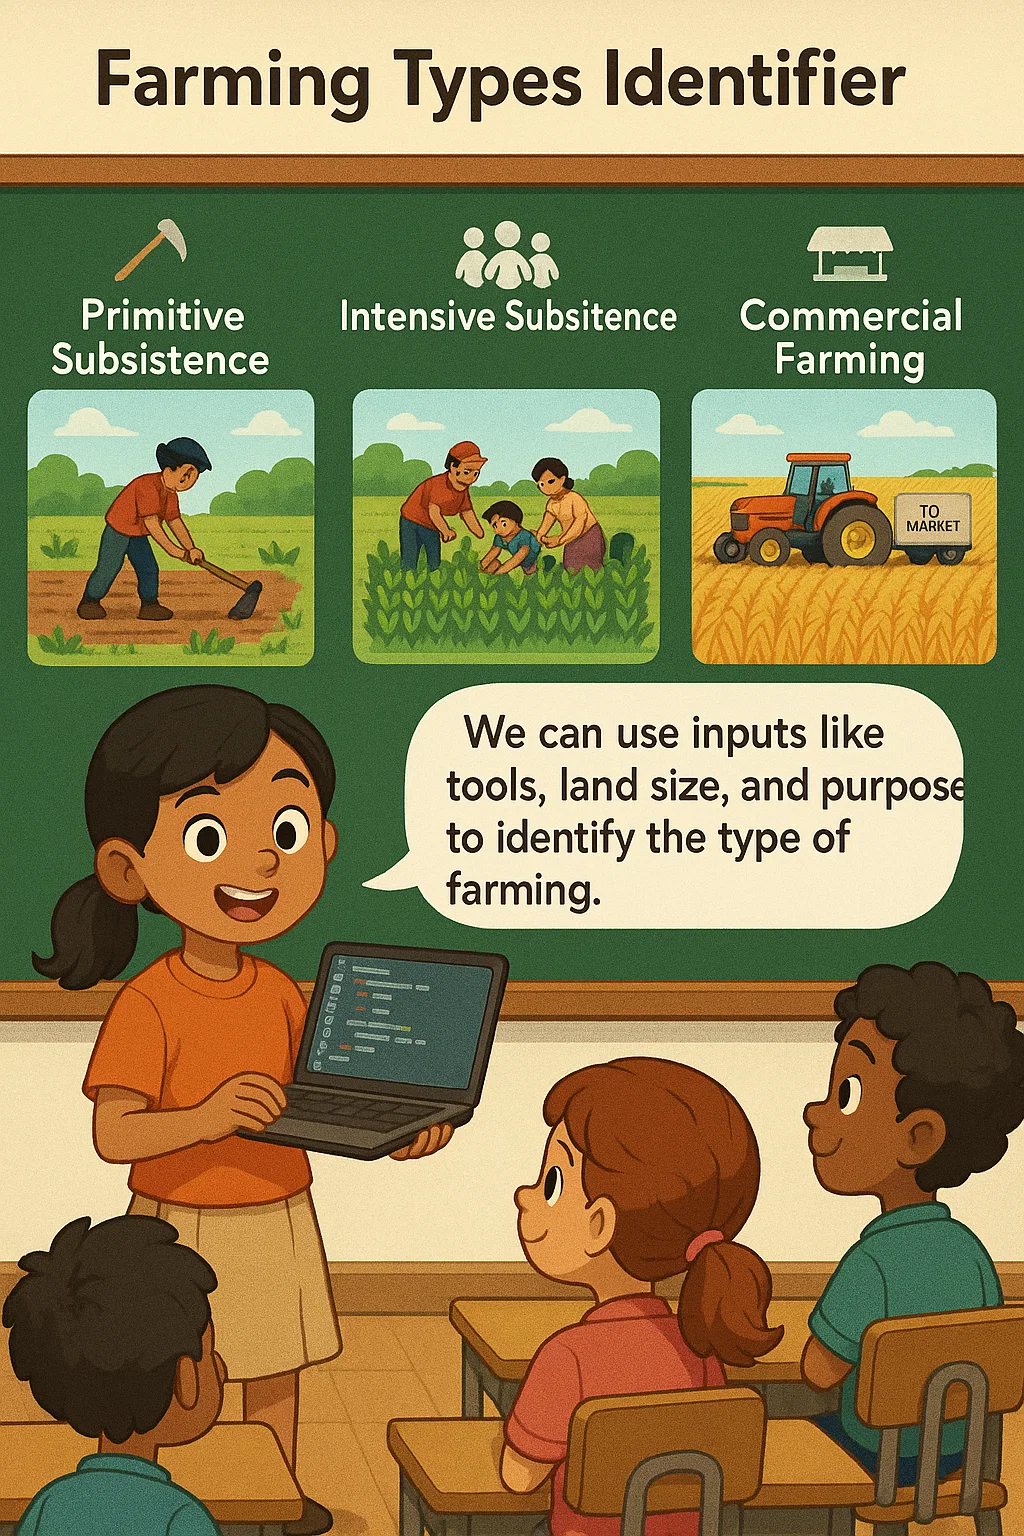 Farming Types Identifier
Primitive
Subsistence
Intensive Subsitence
Commercial
Farming
TO
MARKET
We can use inputs like
tools, land size, and purpose
to identify the type of
farming.